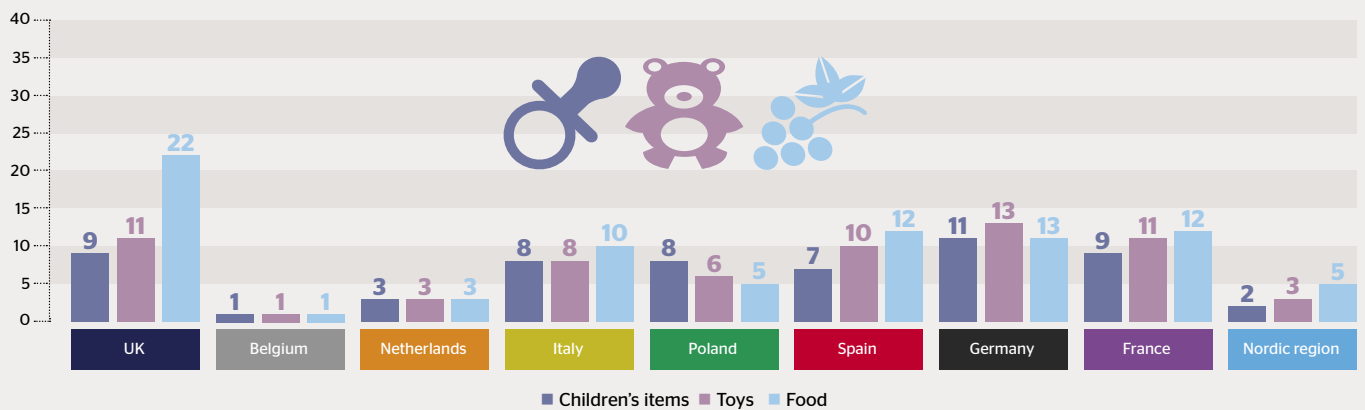 40
35
30
25
20
15
10
5
0
9 11 22
1 1 1
3 3 3
8 8 10
8 6 5
7 10 12
11 13 13
9 11 12
2 3 5
UK Belgium Netherlands Italy Poland Spain Germany France Nordic region
Children's items Toys Food